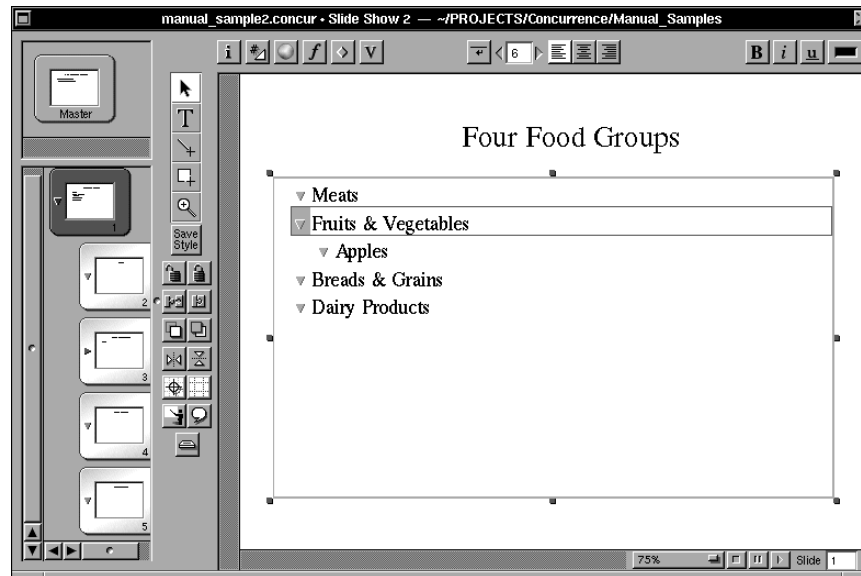 manual_sample2.concur • Slide Show 2 — ~/PROJECTS/Concurrence/Manual_Samples
i # f V 6 B i u
Master
T
Save
Style
1
2
3
4
5
Four Food Groups
Meats
Fruits & Vegetables
Apples
Breads & Grains
Dairy Products
75% Slide 1